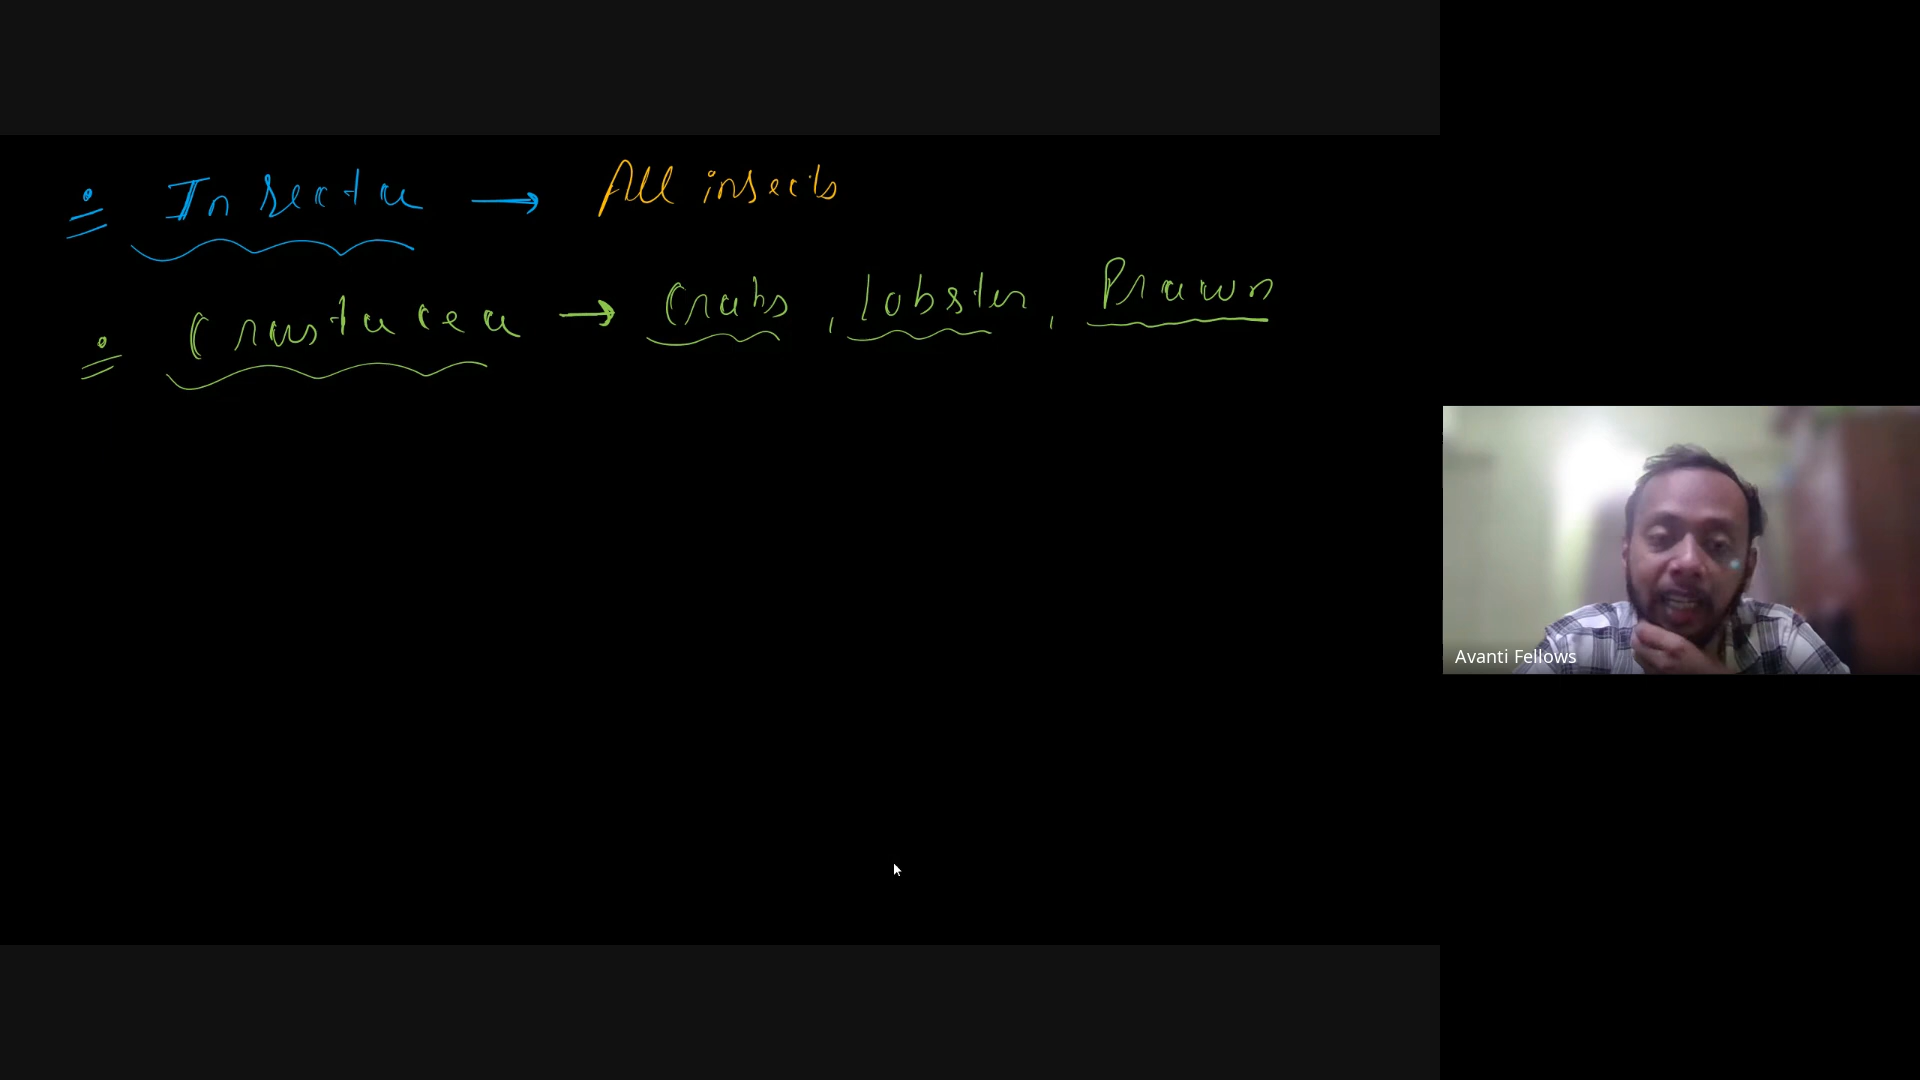 Insecta → All insects
Crustacea → Crabs, lobster, Prawn
Avanti Fellows